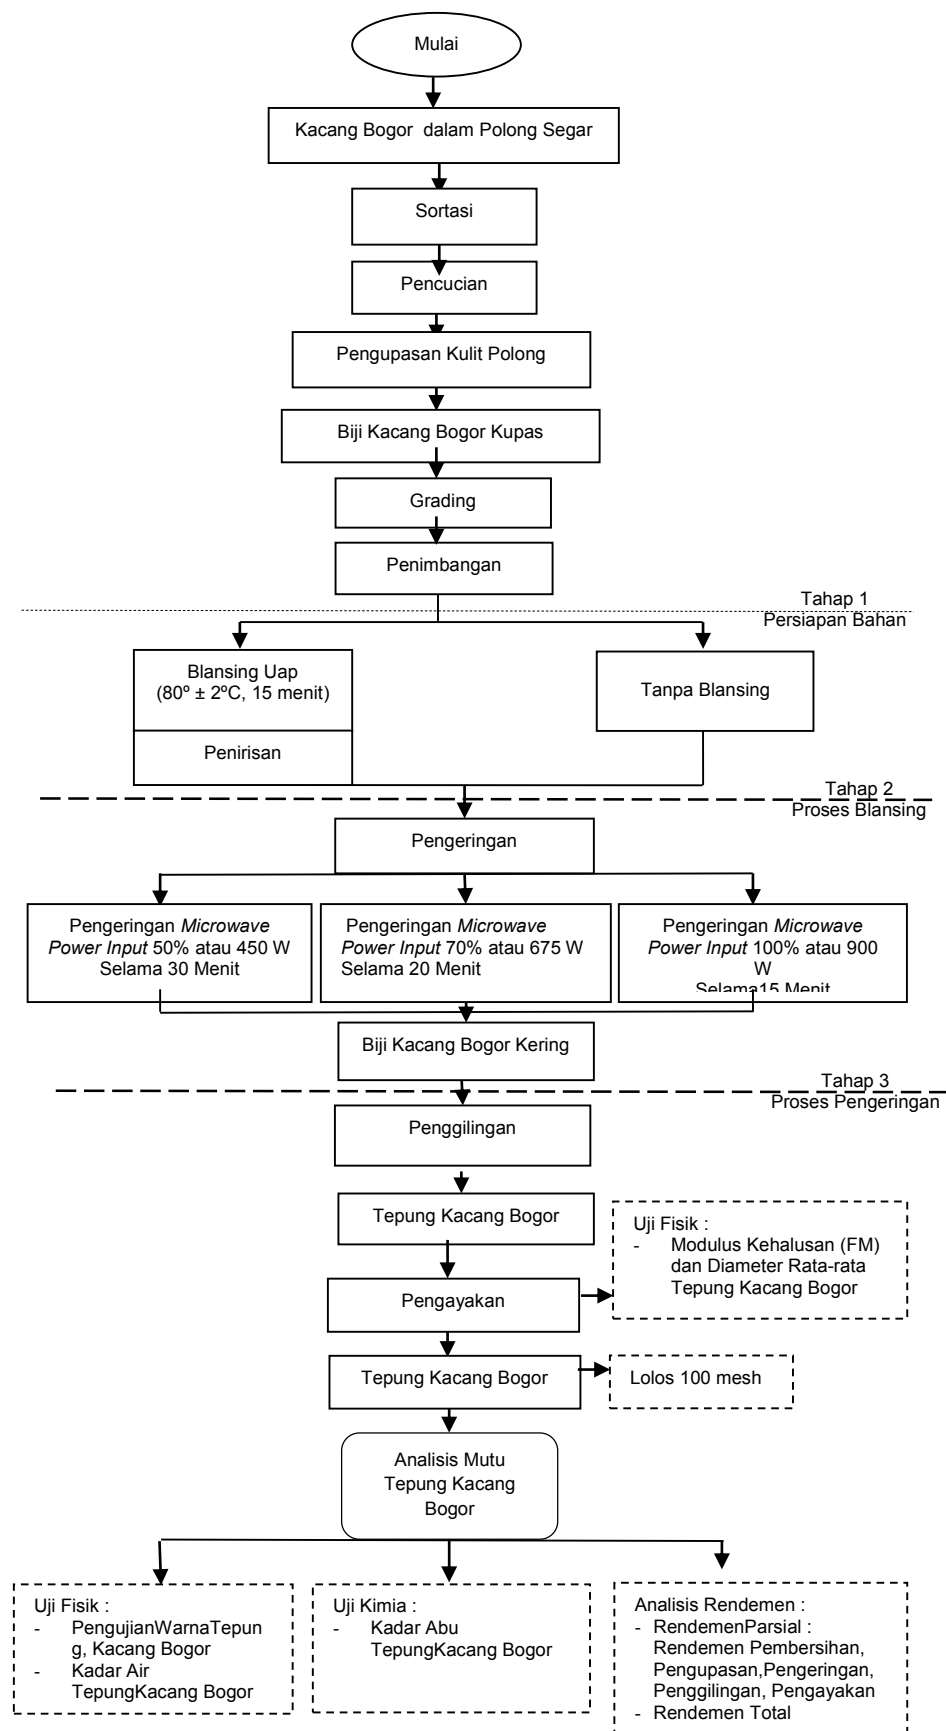 Mulai
Kacang Bogor dalam Polong Segar
Sortasi
Pencucian
Pengupasan Kulit Polong
Biji Kacang Bogor Kupas
Grading
Penimbangan
Tahap 1
Persiapan Bahan
Blansing Uap
(80º ± 2ºC, 15 menit)
Penirisan
Tanpa Blansing
Tahap 2
Proses Blansing
Pengeringan
Pengeringan Microwave
Power Input 50% atau 450 W
Selama 30 Menit
Pengeringan Microwave
Power Input 70% atau 675 W
Selama 20 Menit
Pengeringan Microwave
Power Input 100% atau 900
W
Selama15 Menit
Biji Kacang Bogor Kering
Tahap 3
Proses Pengeringan
Penggilingan
Tepung Kacang Bogor
Uji Fisik :
- Modulus Kehalusan (FM)
dan Diameter Rata-rata
Tepung Kacang Bogor
Pengayakan
Tepung Kacang Bogor
Lolos 100 mesh
Analisis Mutu
Tepung Kacang
Bogor
Uji Fisik :
- PengujianWarnaTepun
g, Kacang Bogor
- Kadar Air
TepungKacang Bogor
Uji Kimia :
- Kadar Abu
TepungKacang Bogor
Analisis Rendemen :
- RendemenParsial :
Rendemen Pembersihan,
Pengupasan,Pengeringan,
Penggilingan, Pengayakan
- Rendemen Total